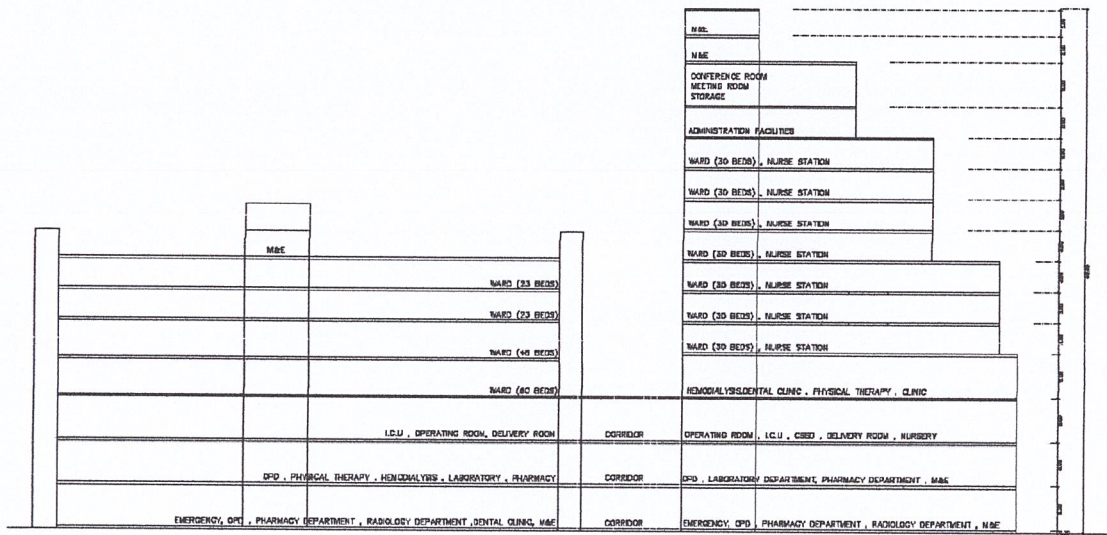 M&E
M&E
CONFERENCE ROOM
MEETING ROOM
STORAGE
ADMINISTRATION FACILITIES
WARD (30 BEDS) , NURSE STATION
WARD (30 BEDS) , NURSE STATION
WARD (30 BEDS) , NURSE STATION
WARD (30 BEDS) , NURSE STATION
WARD (30 BEDS) , NURSE STATION
WARD (30 BEDS) , NURSE STATION
WARD (30 BEDS) , NURSE STATION
HEMODIALYSIS,DENTAL CLINIC , PHYSICAL THERAPY , CLINIC
M&E
WARD (23 BEDS)
WARD (23 BEDS)
WARD (BEDS)
WARD (60 BEDS)
I.C.U , OPERATING ROOM, DELIVERY ROOM
CORRIDOR
OPERATING ROOM , I.C.U , CSSD , DELIVERY ROOM , NURSERY
OPD , PHYSICAL THERAPY , HEMODIALYSIS , LABORATORY , PHARMACY
CORRIDOR
OPD , LABORATORY DEPARTMENT, PHARMACY DEPARTMENT , M&E
EMERGENCY, OPD , PHARMACY DEPARTMENT , RADIOLOGY DEPARTMENT ,DENTAL CLINIC, M&E
CORRIDOR
EMERGENCY, OPD , PHARMACY DEPARTMENT , RADIOLOGY DEPARTMENT , M&E